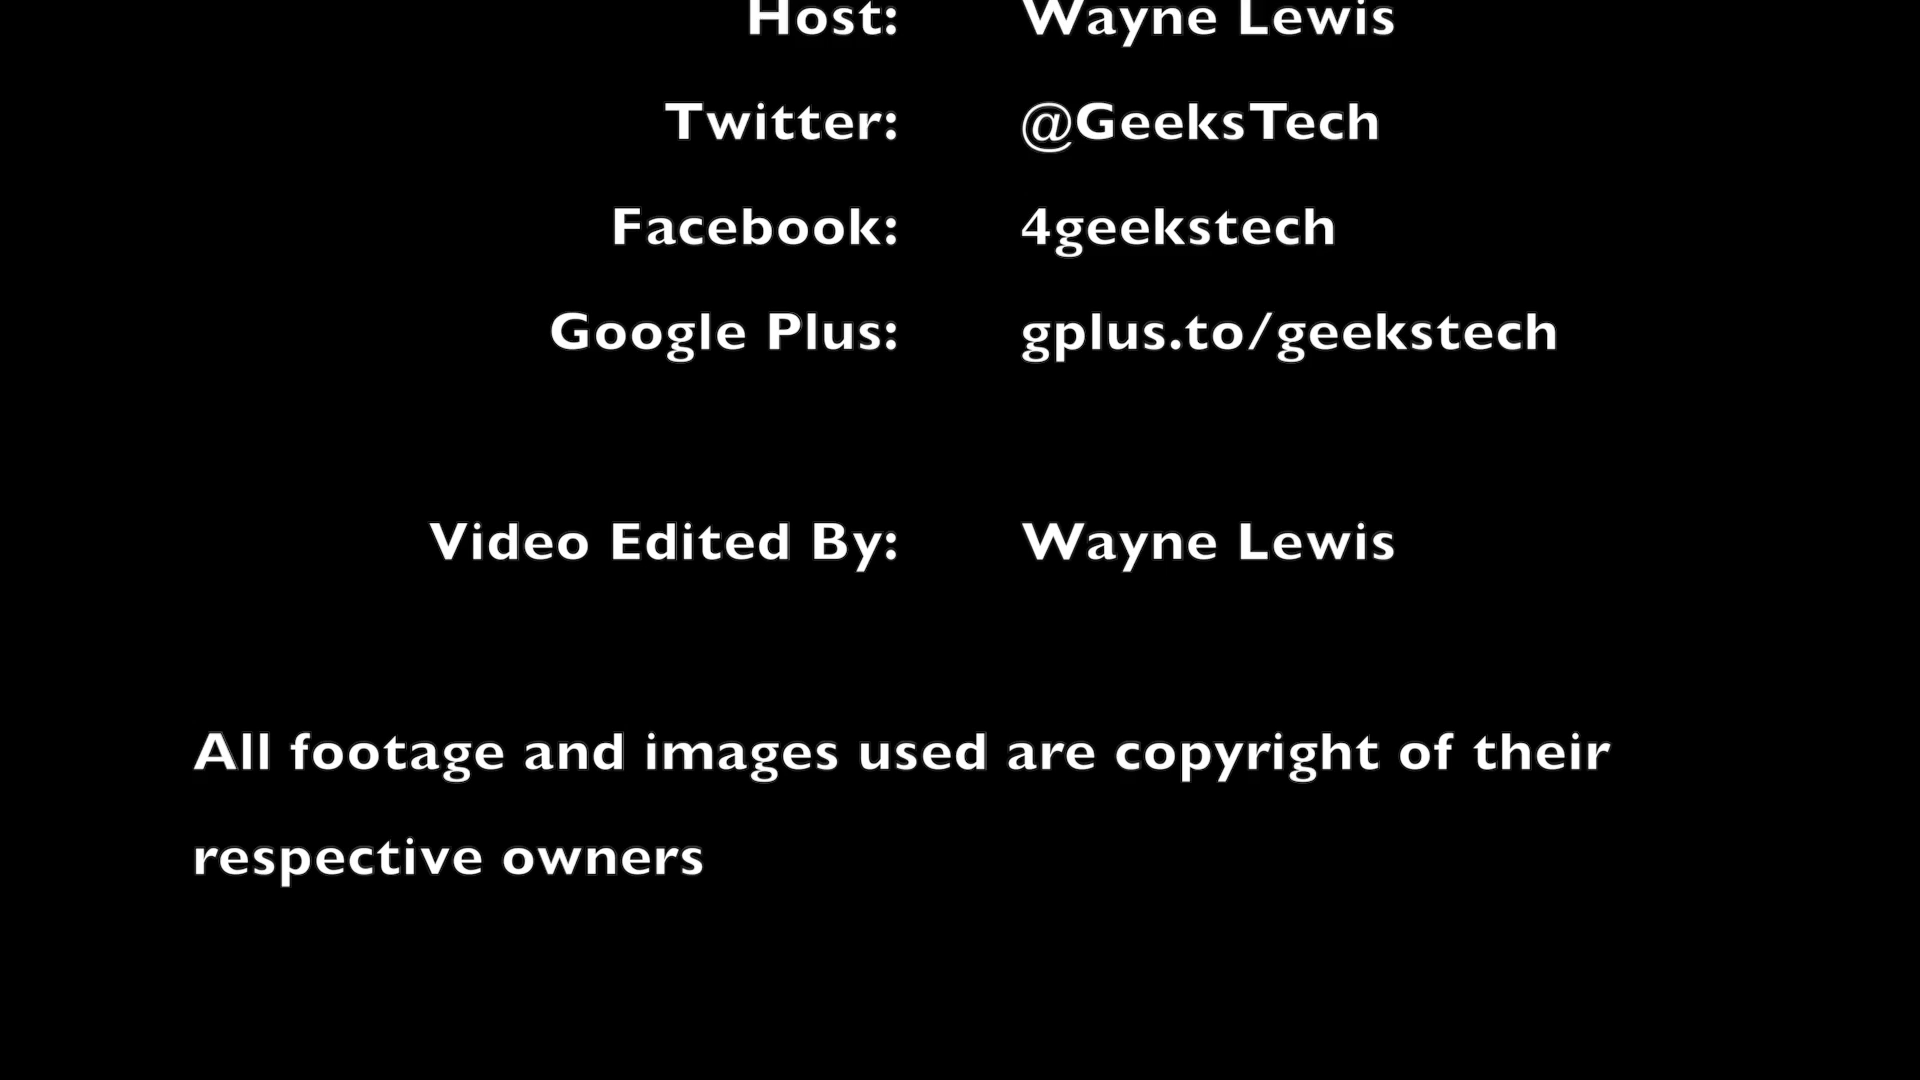 Host: Wayne Lewis
Twitter: @GeeksTech
Facebook: 4geekstech
Google Plus: gplus.to/geekstech
Video Edited By: Wayne Lewis
All footage and images used are copyright of their
respective owners